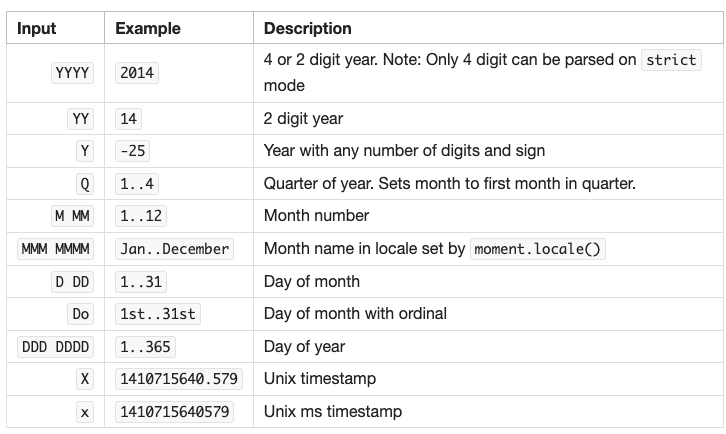 Input Example Description
YYYY 2014 4 or 2 digit year. Note: Only 4 digit can be parsed on strict
mode
YY 14 2 digit year
Y -25 Year with any number of digits and sign
Q 1..4 Quarter of year. Sets month to first month in quarter.
M MM 1..12 Month number
MMM MMMM Jan..December Month name in locale set by moment.locale()
D DD 1..31 Day of month
Do 1st..31st Day of month with ordinal
DDD DDDD 1..365 Day of year
X 1410715640.579 Unix timestamp
x 1410715640579 Unix ms timestamp